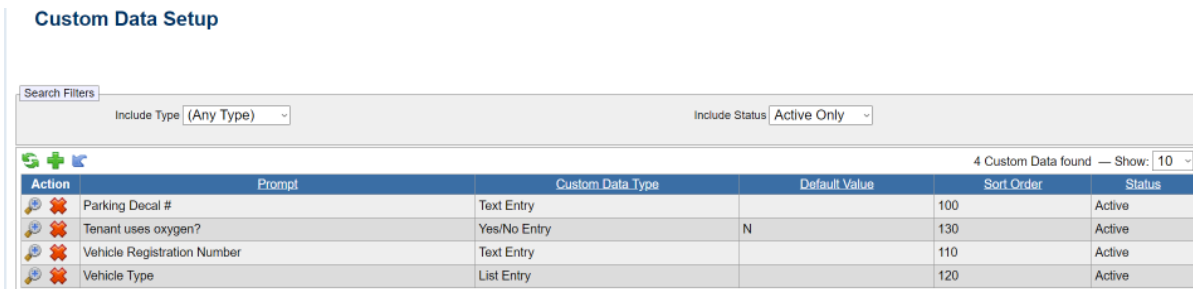 Custom Data Setup
Search Filters
Include Type (Any Type) Include Status Active Only
4 Custom Data found — Show: 10
Action Prompt Custom Data Type Default Value Sort Order Status
Parking Decal # Text Entry 100 Active
Tenant uses oxygen? Yes/No Entry N 130 Active
Vehicle Registration Number Text Entry 110 Active
Vehicle Type List Entry 120 Active